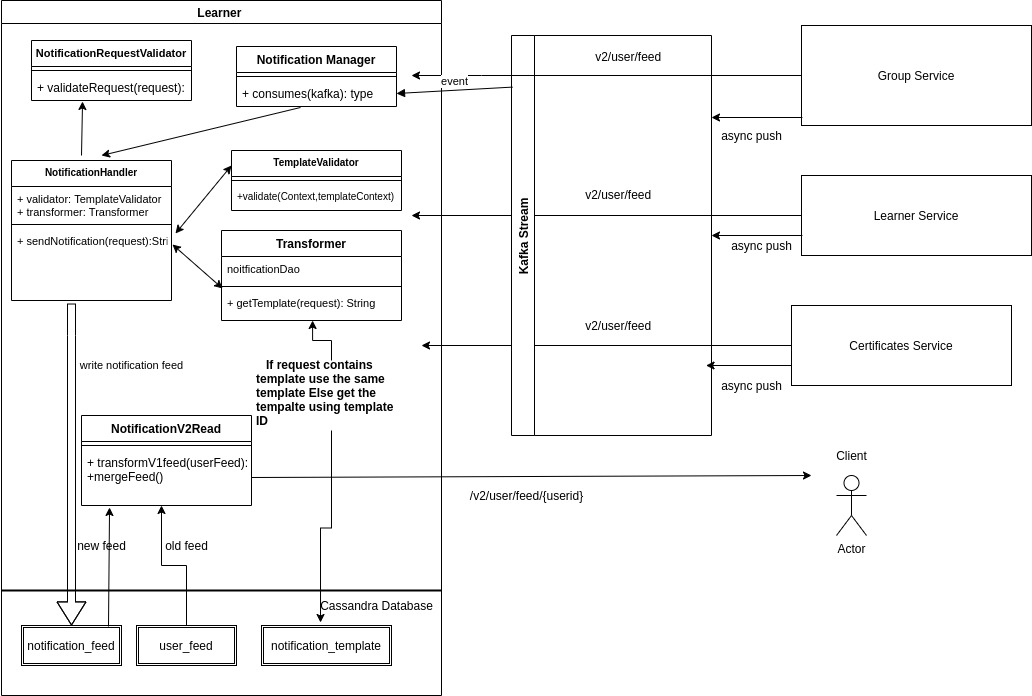 Learner
NotificationRequestValidator
+ validateRequest(request):
Notification Manager
+ consumes(kafka): type
event
v2/user/feed
Group Service
async push
NotificationHandler
+ validator: TemplateValidator
+ transformer: Transformer
+ sendNotification(request):Stri
TemplateValidator
+validate(Context,templateContext)
Transformer
noitficationDao
+ getTemplate(request): String
Kafka Stream
v2/user/feed
Learner Service
async push
v2/user/feed
Certificates Service
async push
write notification feed
If request contains
template use the same
template Else get the
tempalte using template
ID
NotificationV2Read
+ transformV1feed(userFeed):
+mergeFeed()
/v2/user/feed/{userid}
Client
Actor
new feed
old feed
Cassandra Database
notification_feed
user_feed
notification_template